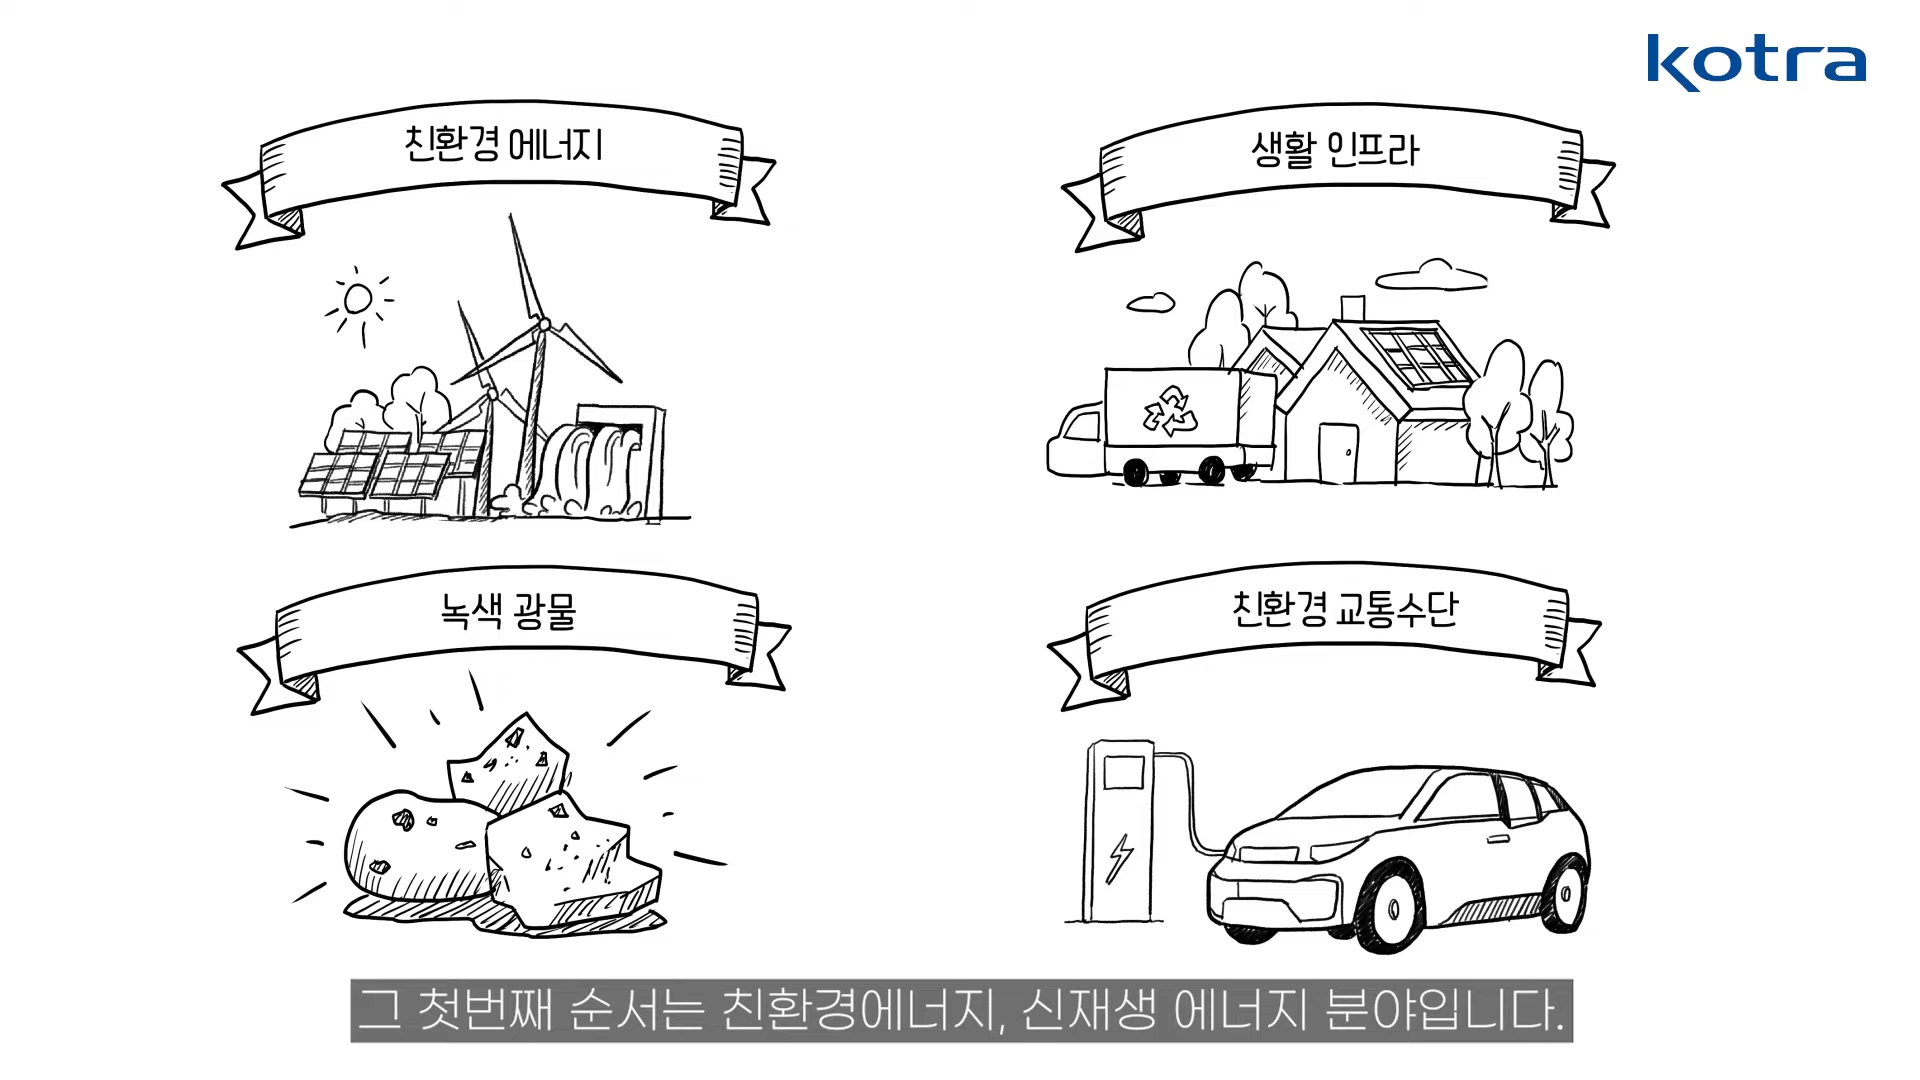 kotra
친환경 에너지
생활 인프라
녹색 광물
친환경 교통수단
그 첫번째 순서는 친환경에너지, 신재생 에너지 분야입니다.